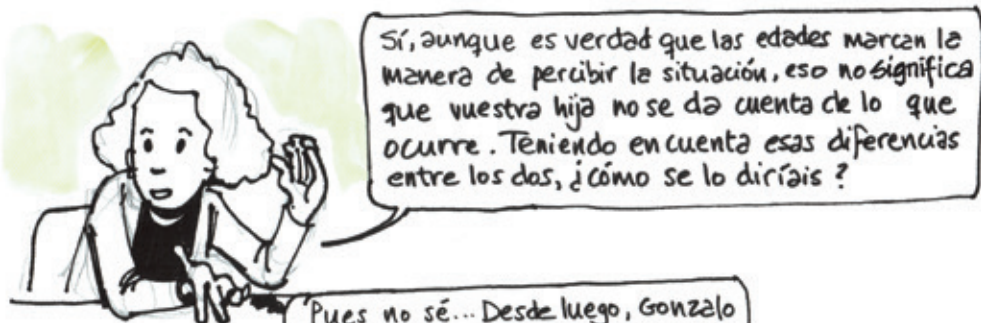 Sí, aunque es verdad que las edades marcan la
manera de percibir la situación, eso no significa
que vuestra hija no se da cuenta de lo que
ocurre. Teniendo en cuenta esas diferencias
entre los dos, ¿cómo se lo diríais?
Pues no sé... Desde luego, Gonzalo